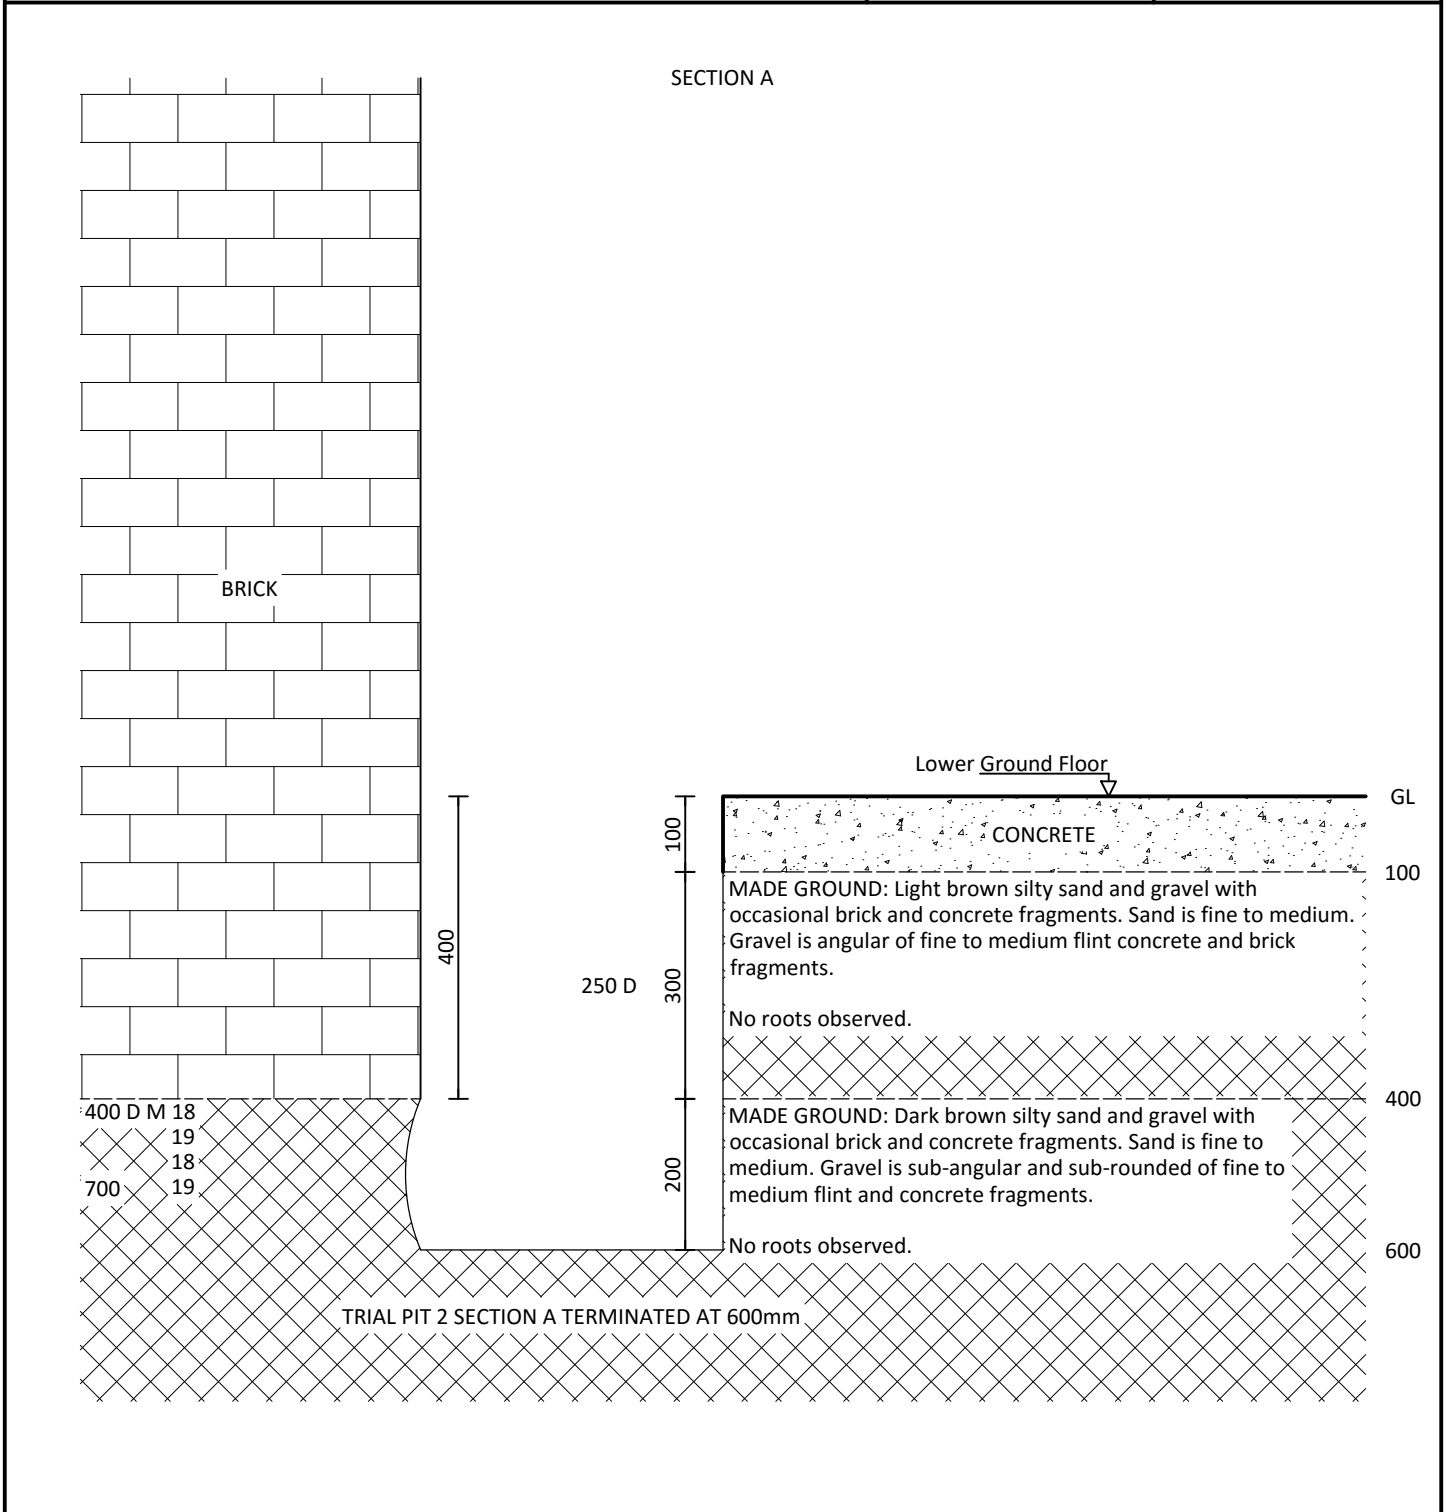 SECTION A
BRICK
Lower Ground Floor
GL
100
CONCRETE
100
MADE GROUND: Light brown silty sand and gravel with
occasional brick and concrete fragments. Sand is fine to medium.
Gravel is angular of fine to medium flint concrete and brick
fragments.
No roots observed.
400
250 D
300
400
400 D M 18
19
18
700 19
MADE GROUND: Dark brown silty sand and gravel with
occasional brick and concrete fragments. Sand is fine to
medium. Gravel is sub-angular and sub-rounded of fine to
medium flint and concrete fragments.
No roots observed.
200
600
TRIAL PIT 2 SECTION A TERMINATED AT 600mm